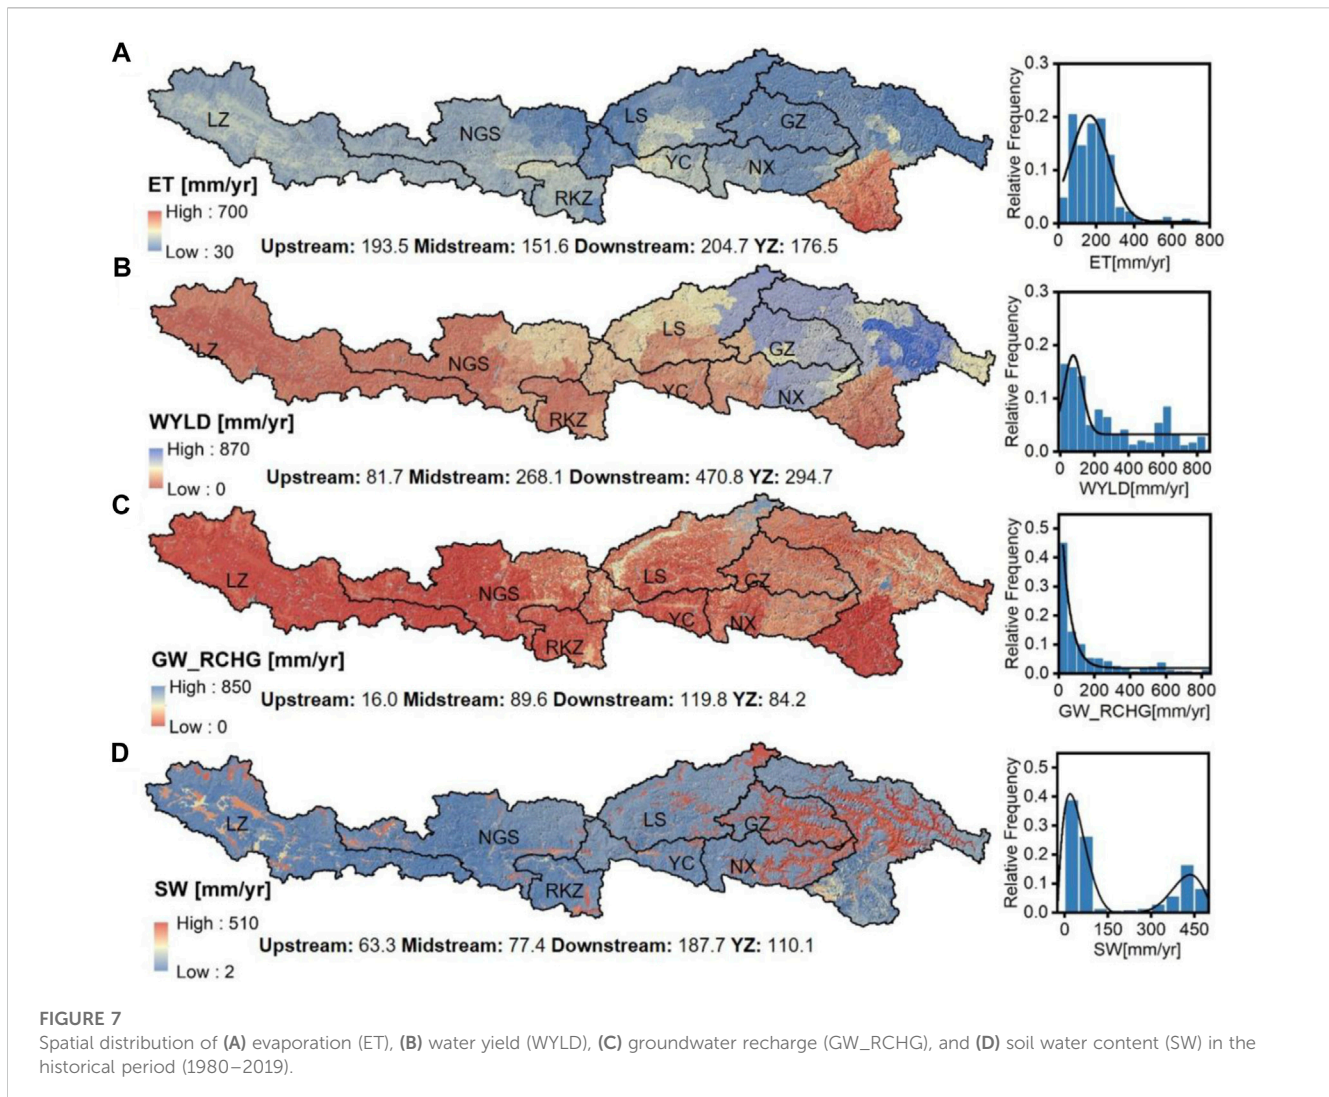 A
LZ
NGS
RKZ
LS
YC
GZ
NX
ET [mm/yr]
High : 700
Low : 30
Upstream: 193.5 Midstream: 151.6 Downstream: 204.7 YZ: 176.5
Relative Frequency
0.3
0.2
0.1
0.0
0 200 400 600 800
ET[mm/yr]
B
LZ
NGS
RKZ
LS
YC
GZ
NX
WYLD [mm/yr]
High : 870
Low : 0
Upstream: 81.7 Midstream: 268.1 Downstream: 470.8 YZ: 294.7
Relative Frequency
0.3
0.2
0.1
0.0
0 200 400 600 800
WYLD[mm/yr]
C
LZ
NGS
RKZ
LS
YC
GZ
NX
GW_RCHG [mm/yr]
High : 850
Low : 0
Upstream: 16.0 Midstream: 89.6 Downstream: 119.8 YZ: 84.2
Relative Frequency
0.5
0.4
0.3
0.2
0.1
0.0
0 200 400 600 800
GW_RCHG[mm/yr]
D
LZ
NGS
RKZ
LS
YC
GZ
NX
SW [mm/yr]
High : 510
Low : 2
Upstream: 63.3 Midstream: 77.4 Downstream: 187.7 YZ: 110.1
Relative Frequency
0.5
0.4
0.3
0.2
0.1
0.0
0 150 300 450
SW[mm/yr]
FIGURE 7
Spatial distribution of (A) evaporation (ET), (B) water yield (WYLD), (C) groundwater recharge (GW_RCHG), and (D) soil water content (SW) in the
historical period (1980–2019).